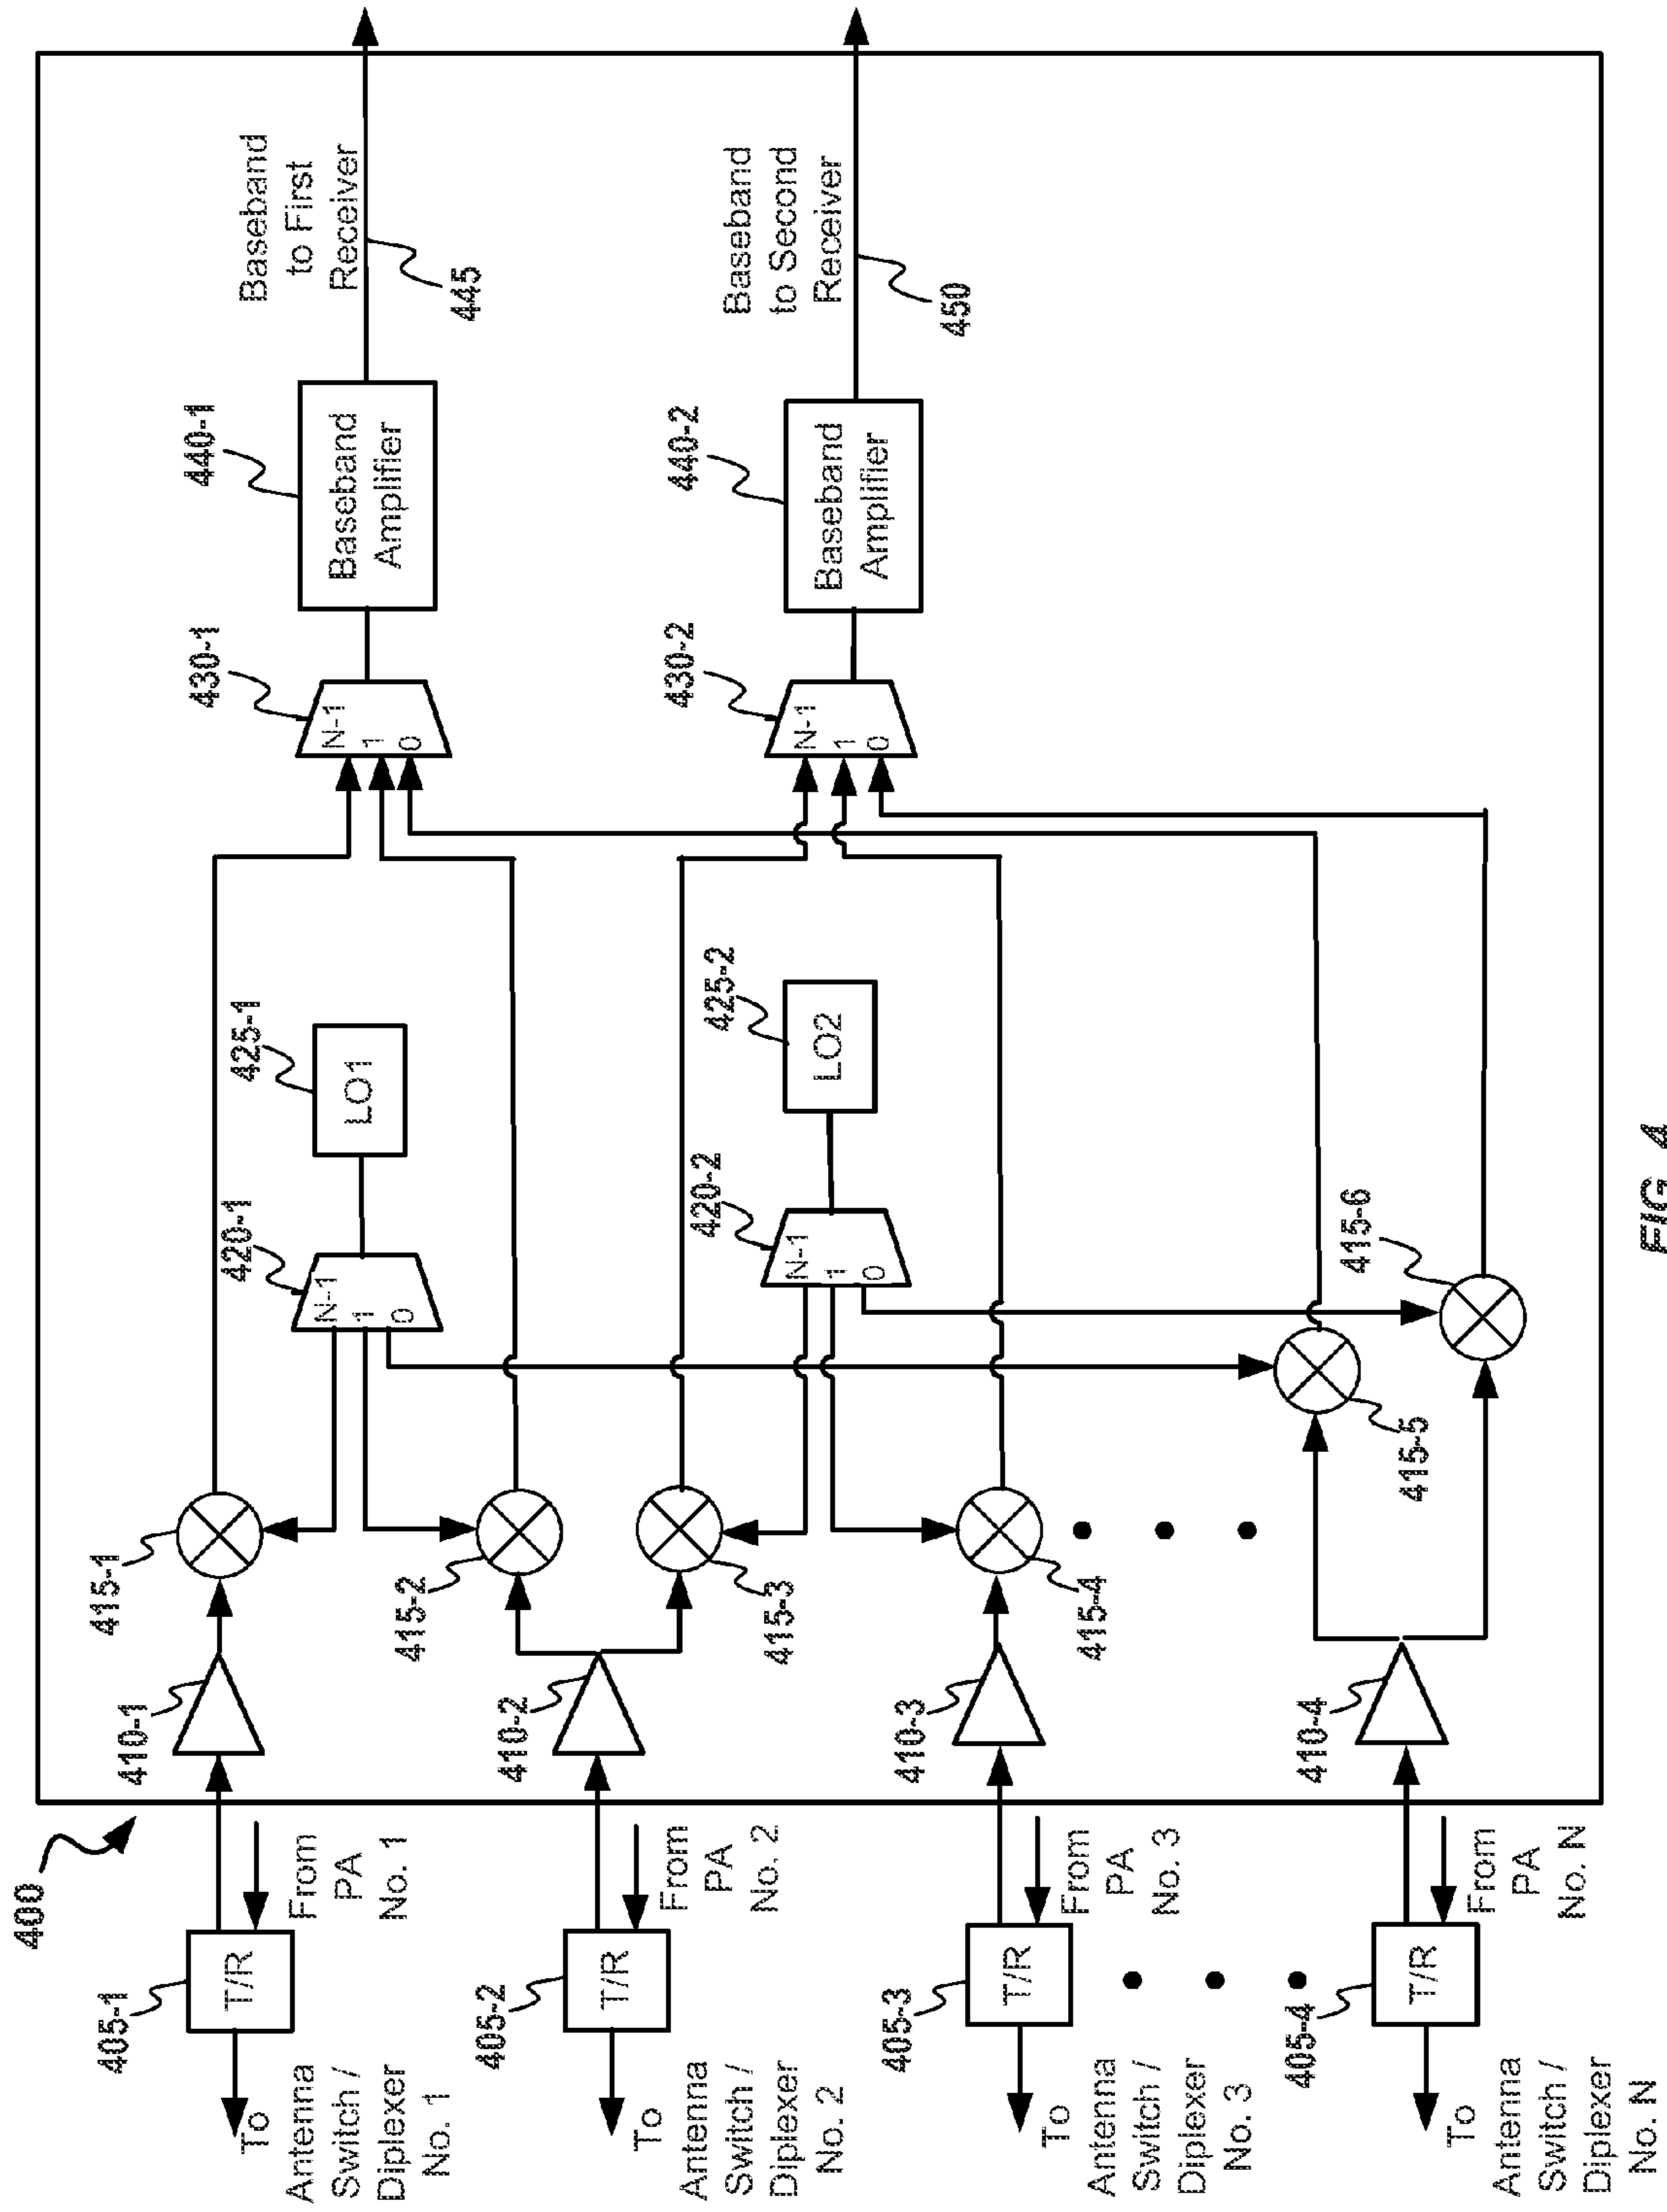 400
405-1
T/R
To
Antenna
Switch /
Diplexer
No. 1
From
PA
No. 1
410-1
415-1
420-1
N-1
1
0
425-1
LO1
430-1
N-1
1
0
440-1
Baseband
Amplifier
Baseband
to First
Receiver
445
405-2
T/R
To
Antenna
Switch /
Diplexer
No. 2
From
PA
No. 2
410-2
415-2
415-3
420-2
N-1
1
0
425-2
LO2
430-2
N-1
1
0
440-2
Baseband
Amplifier
Baseband
to Second
Receiver
450
405-3
T/R
To
Antenna
Switch /
Diplexer
No. 3
From
PA
No. 3
410-3
415-4
405-4
T/R
To
Antenna
Switch /
Diplexer
No. N
From
PA
No. N
410-4
415-5
415-6
FIG. 4